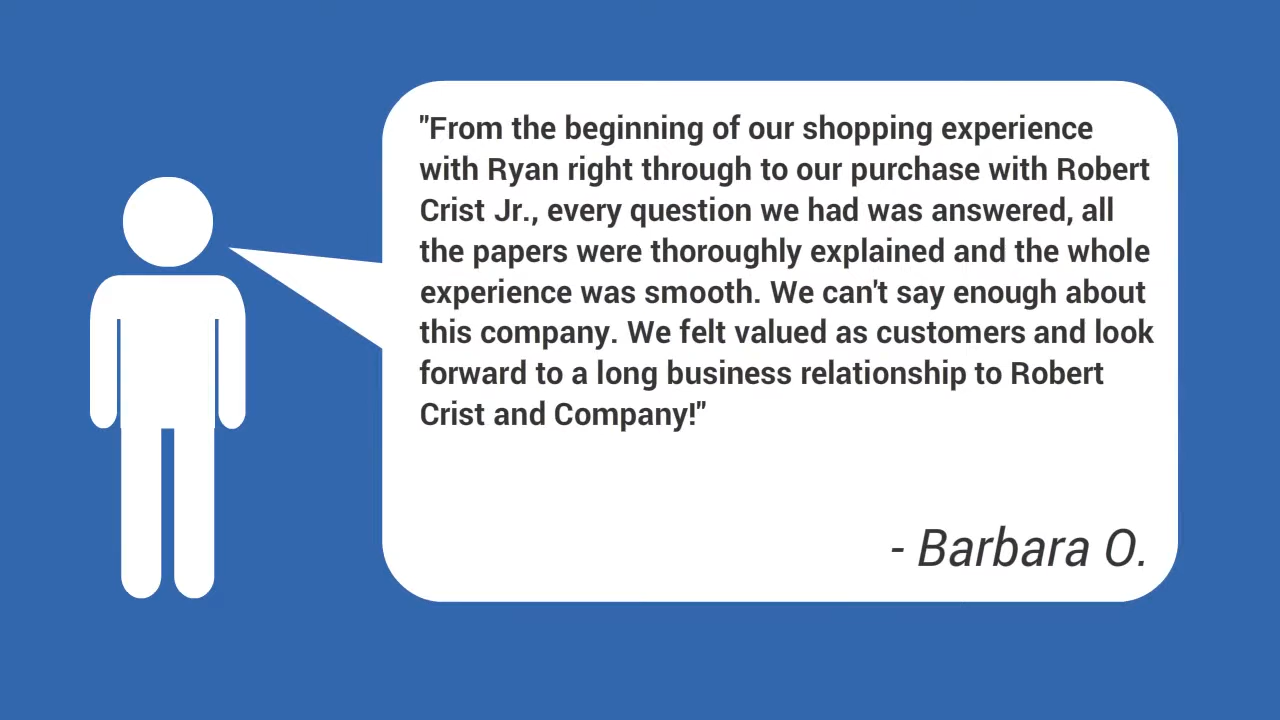 "From the beginning of our shopping experience
with Ryan right through to our purchase with Robert
Crist Jr., every question we had was answered, all
the papers were thoroughly explained and the whole
experience was smooth. We can't say enough about
this company. We felt valued as customers and look
forward to a long business relationship to Robert
Crist and Company!"
- Barbara O.